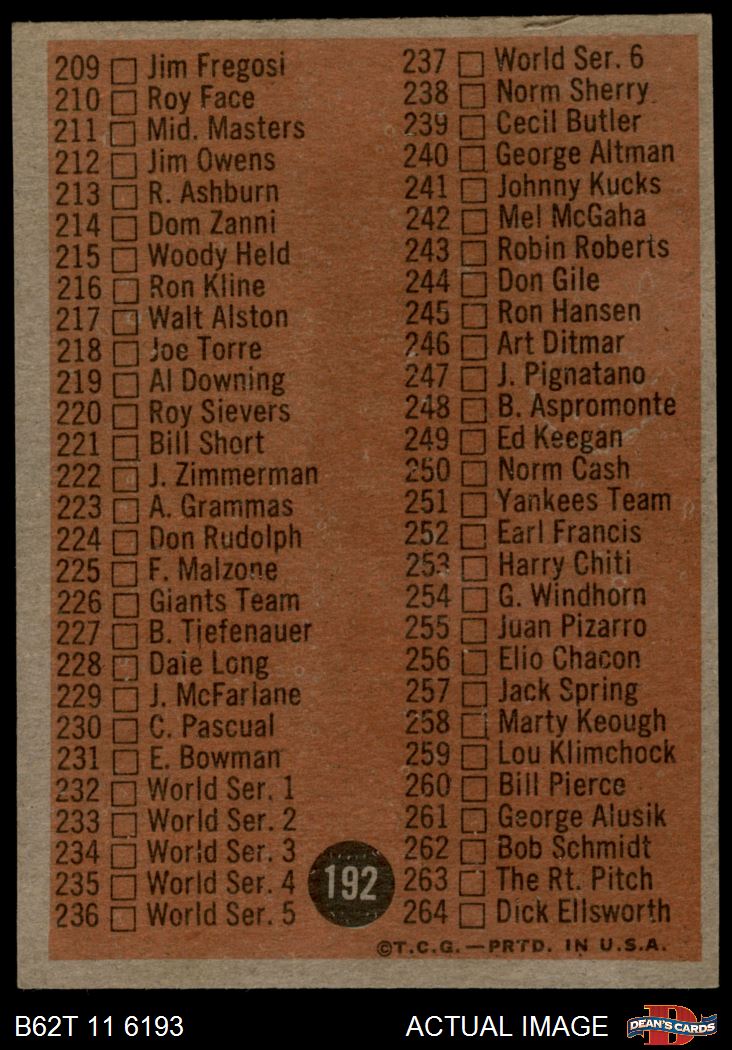 209 Jim Fregosi
210 Roy Face
211 Mid. Masters
212 Jim Owens
213 R. Ashburn
214 Dom Zanni
215 Woody Held
216 Ron Kline
217 Walt Alston
218 Joe Torre
219 Al Downing
220 Roy Sievers
221 Bill Short
222 J. Zimmerman
223 A. Grammas
224 Don Rudolph
225 F. Malzone
226 Giants Team
227 B. Tiefenauer
228 Dale Long
229 J. McFarlane
230 C. Pascual
231 E. Bowman
232 World Ser. 1
233 World Ser. 2
234 World Ser. 3
235 World Ser. 4
236 World Ser. 5
192
237 World Ser. 6
238 Norm Sherry
239 Cecil Butler
240 George Altman
241 Johnny Kucks
242 Mel McGaha
243 Robin Roberts
244 Don Gile
245 Ron Hansen
246 Art Ditmar
247 J. Pignatano
248 B. Aspromonte
249 Ed Keegan
250 Norm Cash
251 Yankees Team
252 Earl Francis
253 Harry Chiti
254 G. Windhorn
255 Juan Pizarro
256 Elio Chacon
257 Jack Spring
258 Marty Keough
259 Lou Klimchock
260 Bill Pierce
261 George Alusik
262 Bob Schmidt
263 The Rt. Pitch
264 Dick Ellsworth
©T.C.G.—PRTD. IN U.S.A.
B62T 11 6193
ACTUAL IMAGE
DEAN'S CARDS